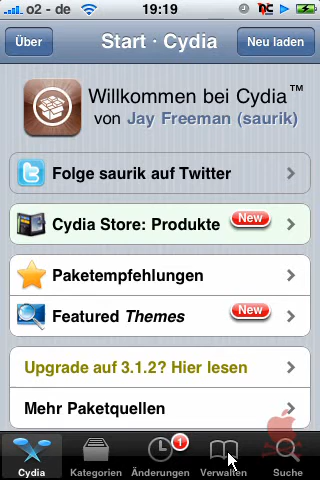 o2 - de 19:19
Über Start · Cydia Neu laden
Willkommen bei Cydia™
von Jay Freeman (saurik)
Folge saurik auf Twitter
Cydia Store: Produkte New
Paketempfehlungen
Featured Themes New
Upgrade auf 3.1.2? Hier lesen
Mehr Paketquellen
1
Cydia Kategorien Änderungen Verwalten Suche